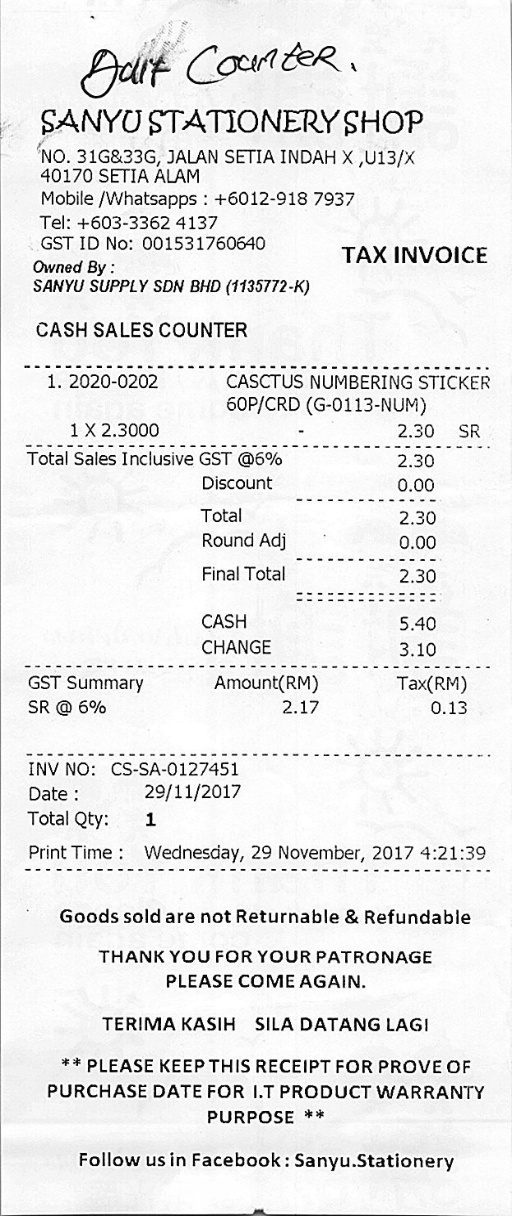 Counter.
SANYU STATIONERY SHOP
NO. 31G&33G, JALAN SETIA INDAH X ,U13/X
40170 SETIA ALAM
Mobile /Whatsapps : +6012-918 7937
Tel: +603-3362 4137
GST ID No: 001531760640
TAX INVOICE
Owned By :
SANYU SUPPLY SDN BHD (1135772-K)
CASH SALES COUNTER
1. 2020-0202 CASCTUS NUMBERING STICKER
60P/CRD (G-0113-NUM)
1 X 2.3000 - 2.30 SR
Total Sales Inclusive GST @6% 2.30
Discount 0.00
Total 2.30
Round Adj 0.00
Final Total 2.30
CASH 5.40
CHANGE 3.10
GST Summary Amount(RM) Tax(RM)
SR @ 6% 2.17 0.13
INV NO: CS-SA-0127451
Date : 29/11/2017
Total Qty: 1
Print Time : Wednesday, 29 November, 2017 4:21:39
Goods sold are not Returnable & Refundable
THANK YOU FOR YOUR PATRONAGE
PLEASE COME AGAIN.
TERIMA KASIH SILA DATANG LAGI
** PLEASE KEEP THIS RECEIPT FOR PROVE OF
PURCHASE DATE FOR I.T PRODUCT WARRANTY
PURPOSE **
Follow us in Facebook : Sanyu.Stationery